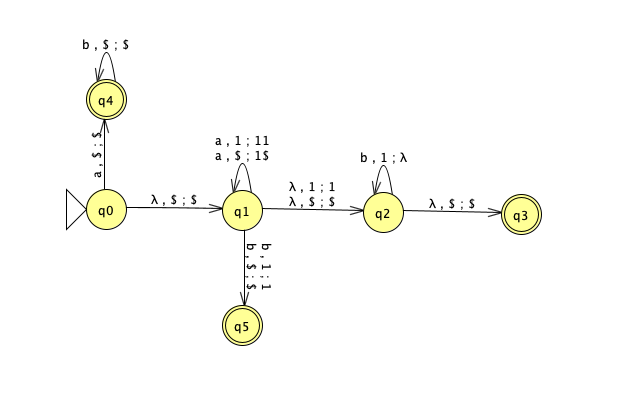 b , $ ; $
q4
a , $ ; $
a , 1 ; 11
a , $ ; 1$
b , 1 ; λ
λ , $ ; $
λ , 1 ; 1
λ , $ ; $
λ , $ ; $
q0
q1
q2
q3
b , 1 ; 1
b , $ ; $
q5